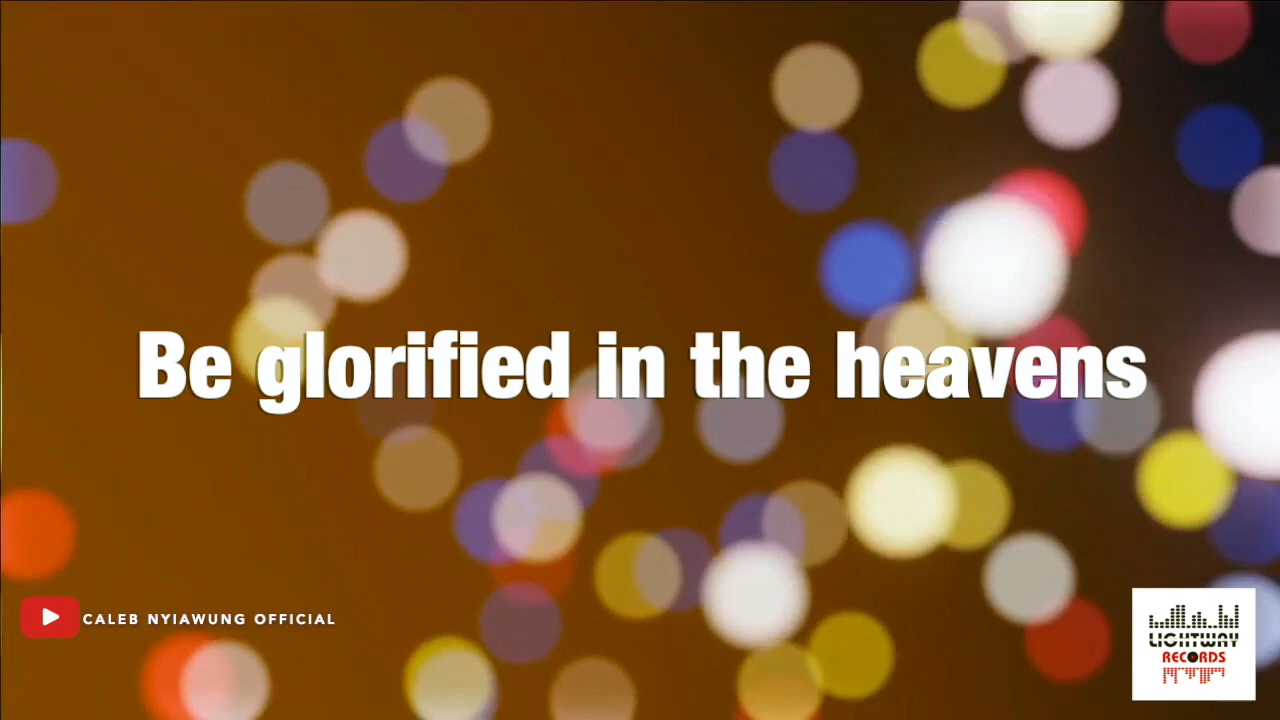 Be glorified in the heavens
CALEB NYIAWUNG OFFICIAL
LIGHTWAY
RECORDS